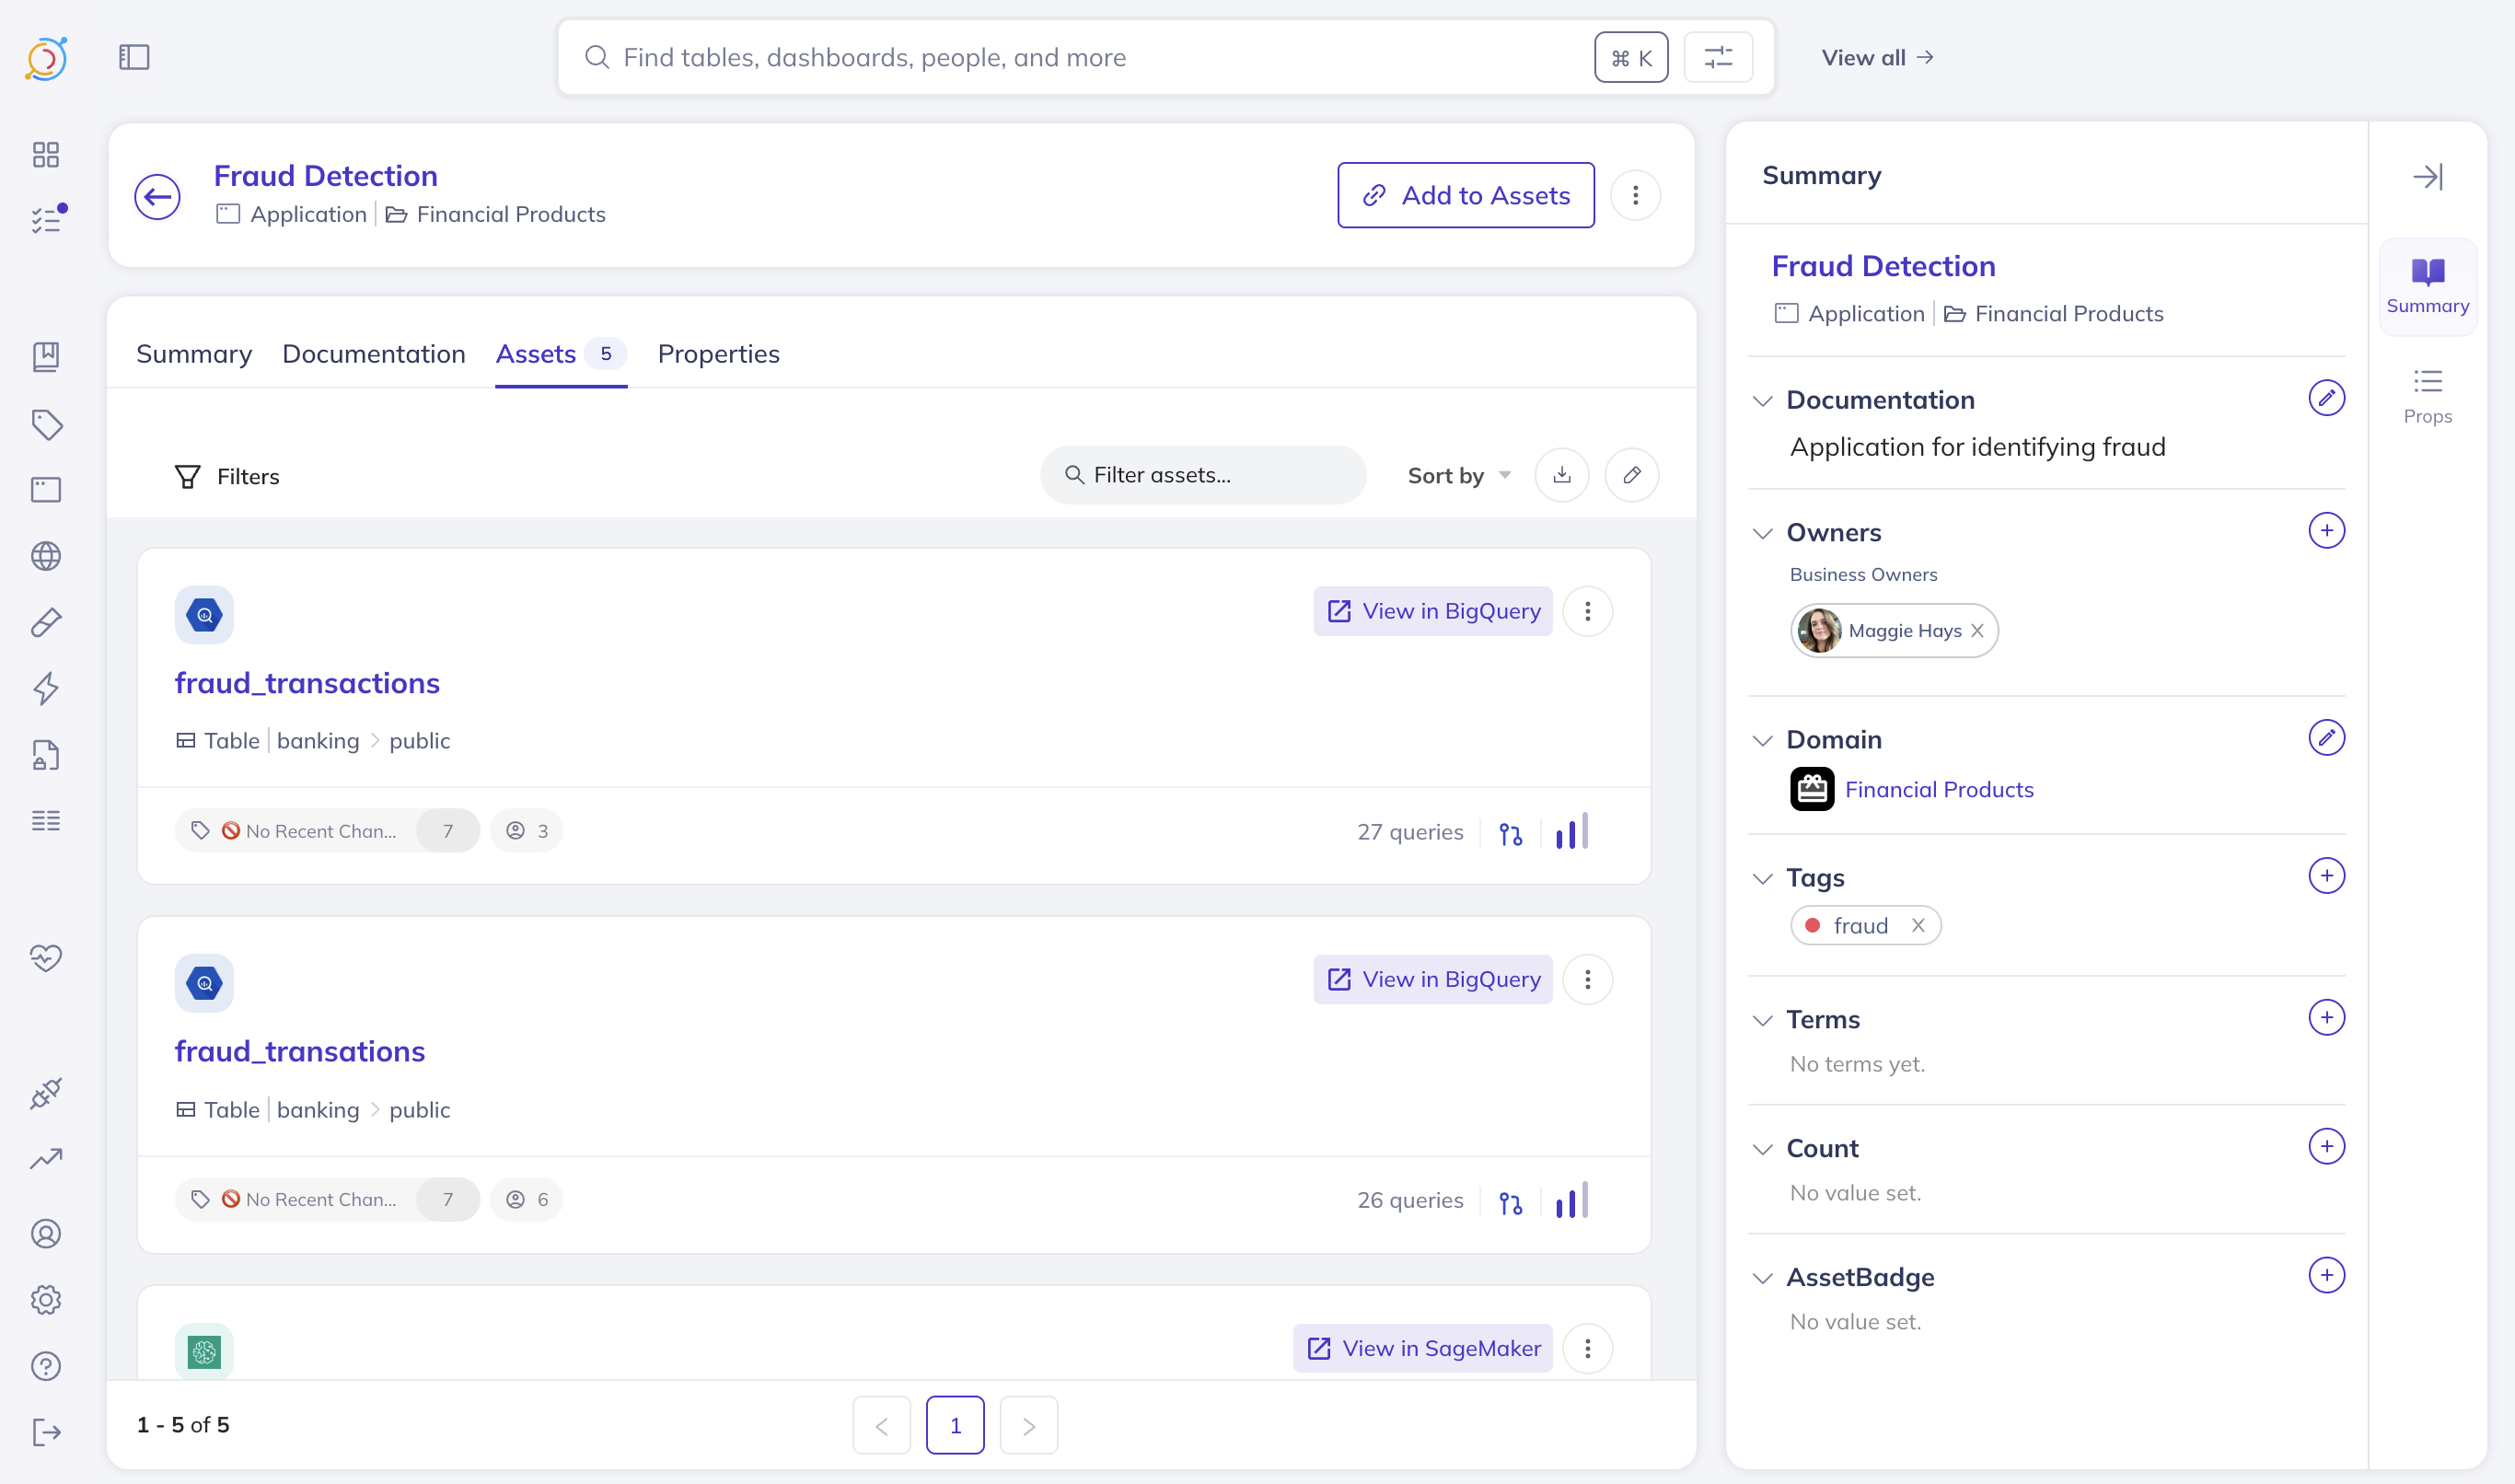 Find tables, dashboards, people, and more
⌘ K
View all →
Fraud Detection
Application | Financial Products
Add to Assets
Summary Documentation Assets 5 Properties
Filters
Filter assets...
Sort by
View in BigQuery
fraud_transactions
Table | banking > public
No Recent Chan... 7 3
27 queries
View in BigQuery
fraud_transations
Table | banking > public
No Recent Chan... 7 6
26 queries
View in SageMaker
1 - 5 of 5
< 1 >
Summary
Fraud Detection
Application | Financial Products
Documentation
Application for identifying fraud
Owners
Business Owners
Maggie Hays
Domain
Financial Products
Tags
fraud
Terms
No terms yet.
Count
No value set.
AssetBadge
No value set.
Summary
Props